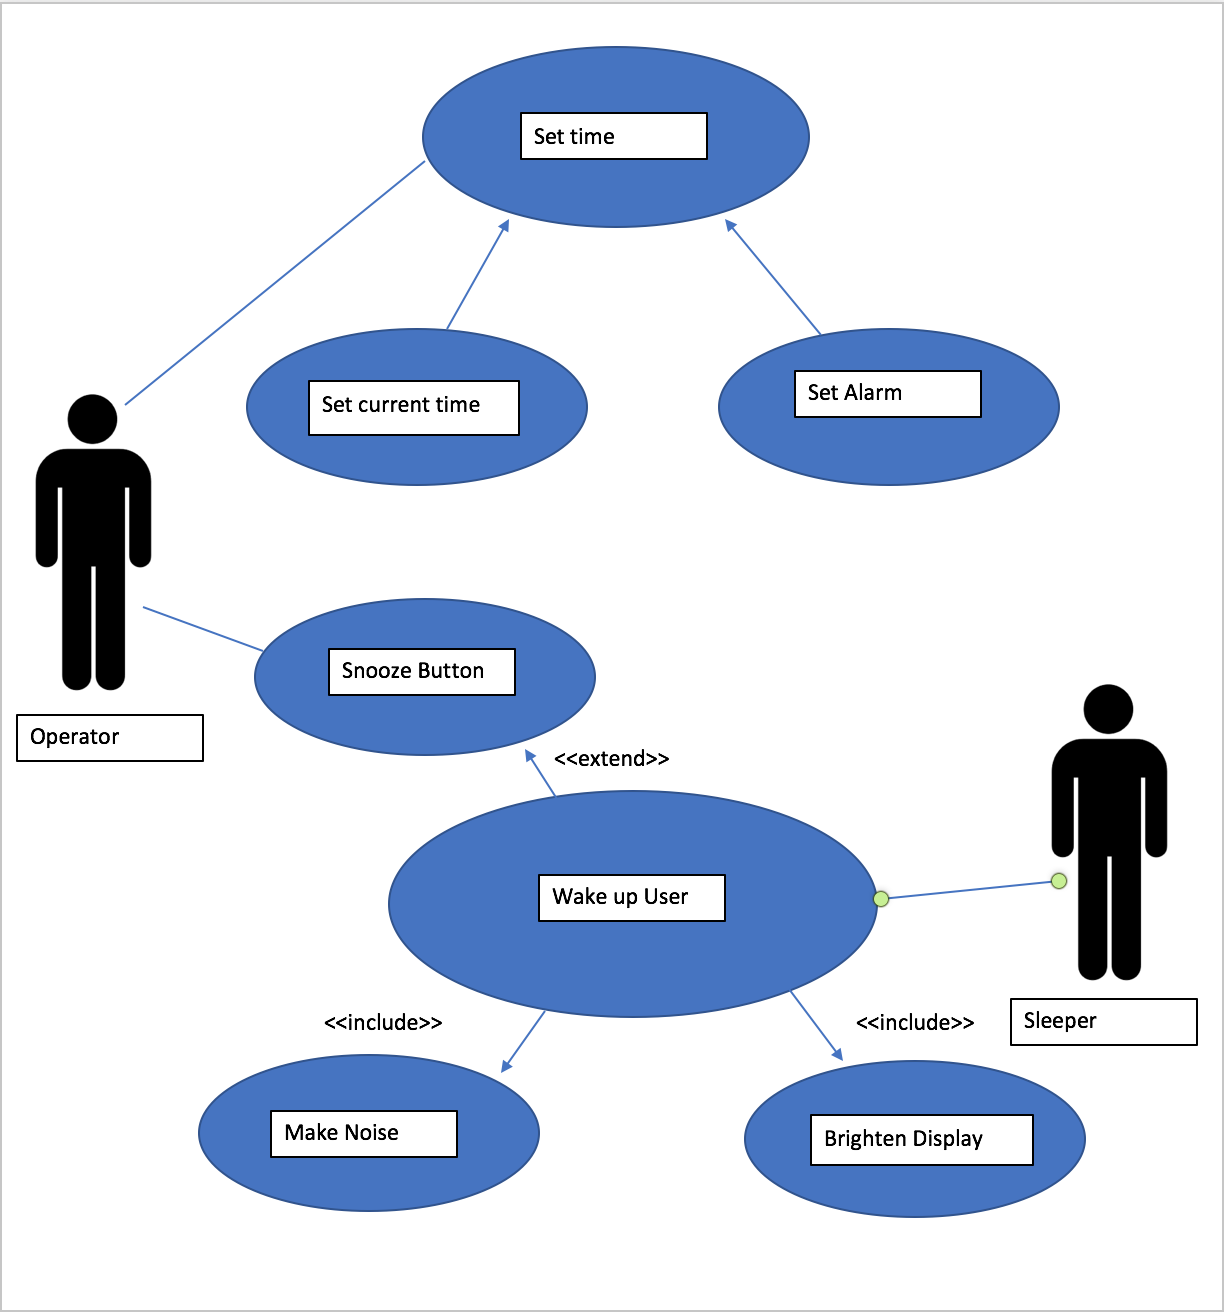 Set time
Set current time
Set Alarm
Snooze Button
Operator
<<extend>>
Wake up User
<<include>>
<<include>>
Sleeper
Make Noise
Brighten Display